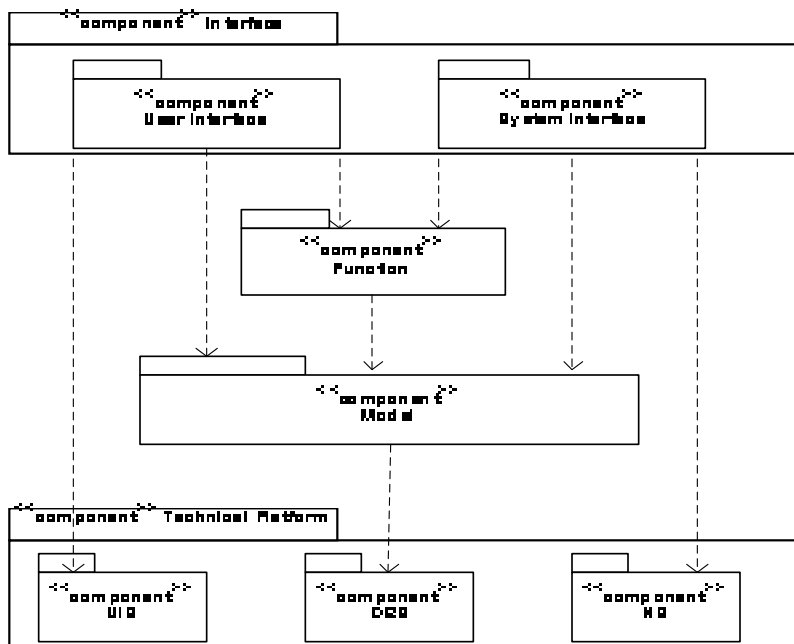 <<component>> Interface
<<component>>
User Interface
<<component>>
System Interface
<<component>>
Function
<<component>>
Model
<<component>> Technical Platform
<<component>>
UIS
<<component>>
DBS
<<component>>
NS